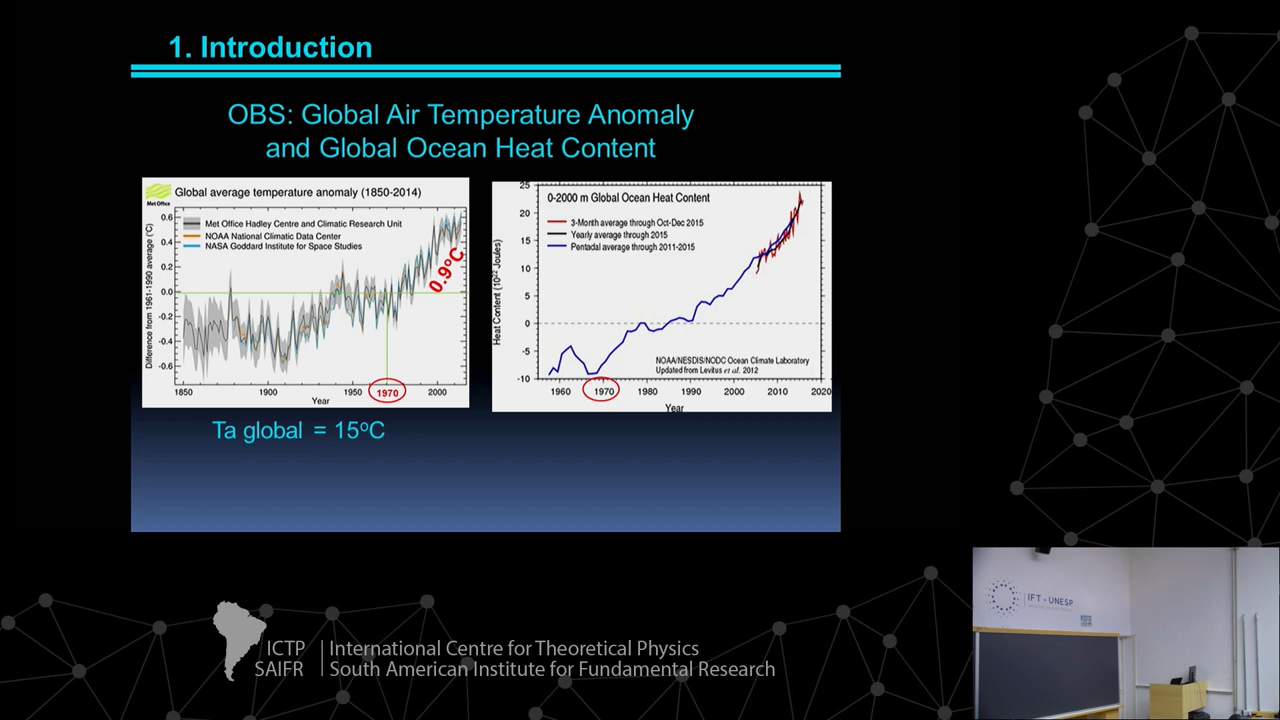 1. Introduction
OBS: Global Air Temperature Anomaly
and Global Ocean Heat Content
Met Office
Global average temperature anomaly (1850-2014)
Met Office Hadley Centre and Climatic Research Unit
NOAA National Climatic Data Center
NASA Goddard Institute for Space Studies
Difference from 1961-1990 average (°C)
0.6
0.4
0.2
0.0
-0.2
-0.4
-0.6
0.9ºC
1850 1900 1950 1970 2000
Year
0-2000 m Global Ocean Heat Content
3-Month average through Oct-Dec 2015
Yearly average through 2015
Pentadal average through 2011-2015
Heat Content (10²² Joules)
25
20
15
10
5
0
-5
-10
NOAA/NESDIS/NODC Ocean Climate Laboratory
Updated from Levitus et al. 2012
1960 1970 1980 1990 2000 2010 2020
Year
Ta global = 15ºC
IFT - UNESP
ICTP International Centre for Theoretical Physics
SAIFR South American Institute for Fundamental Research